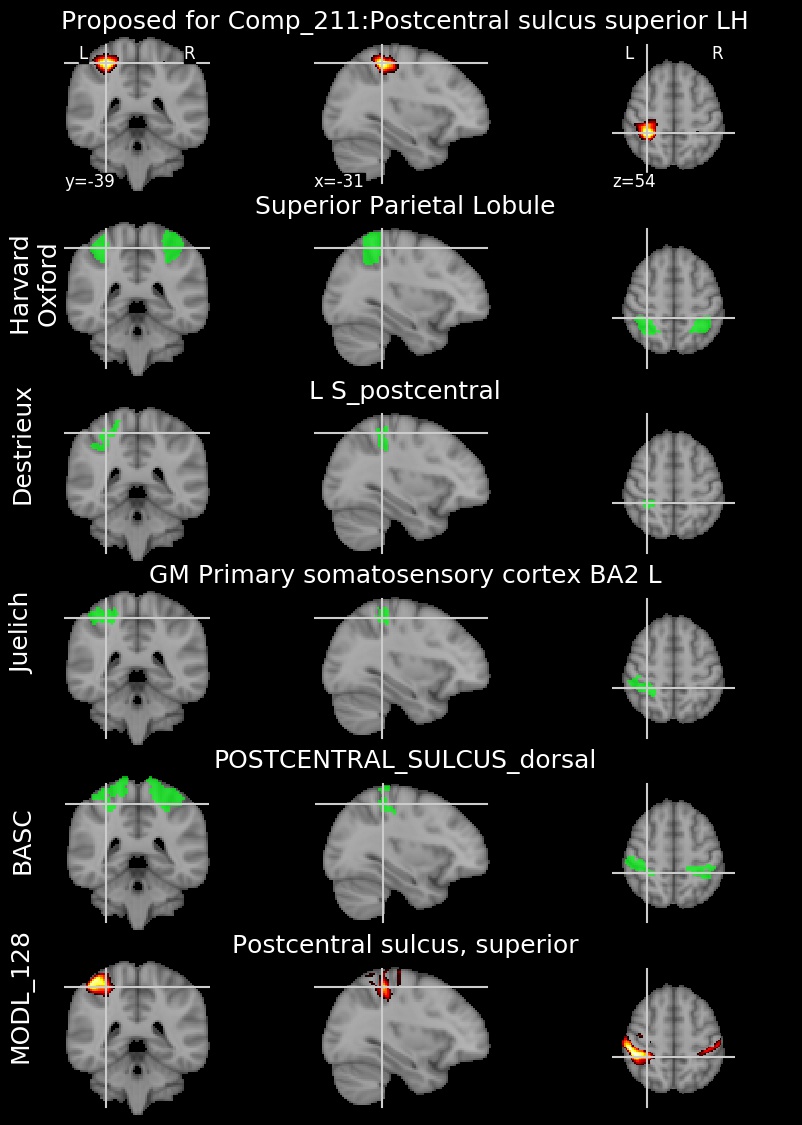 Proposed for Comp_211:Postcentral sulcus superior LH
L R L R
y=-39 x=-31 z=54
Superior Parietal Lobule
Harvard
Oxford
L S_postcentral
Destrieux
GM Primary somatosensory cortex BA2 L
Juelich
POSTCENTRAL_SULCUS_dorsal
BASC
Postcentral sulcus, superior
MODL_128